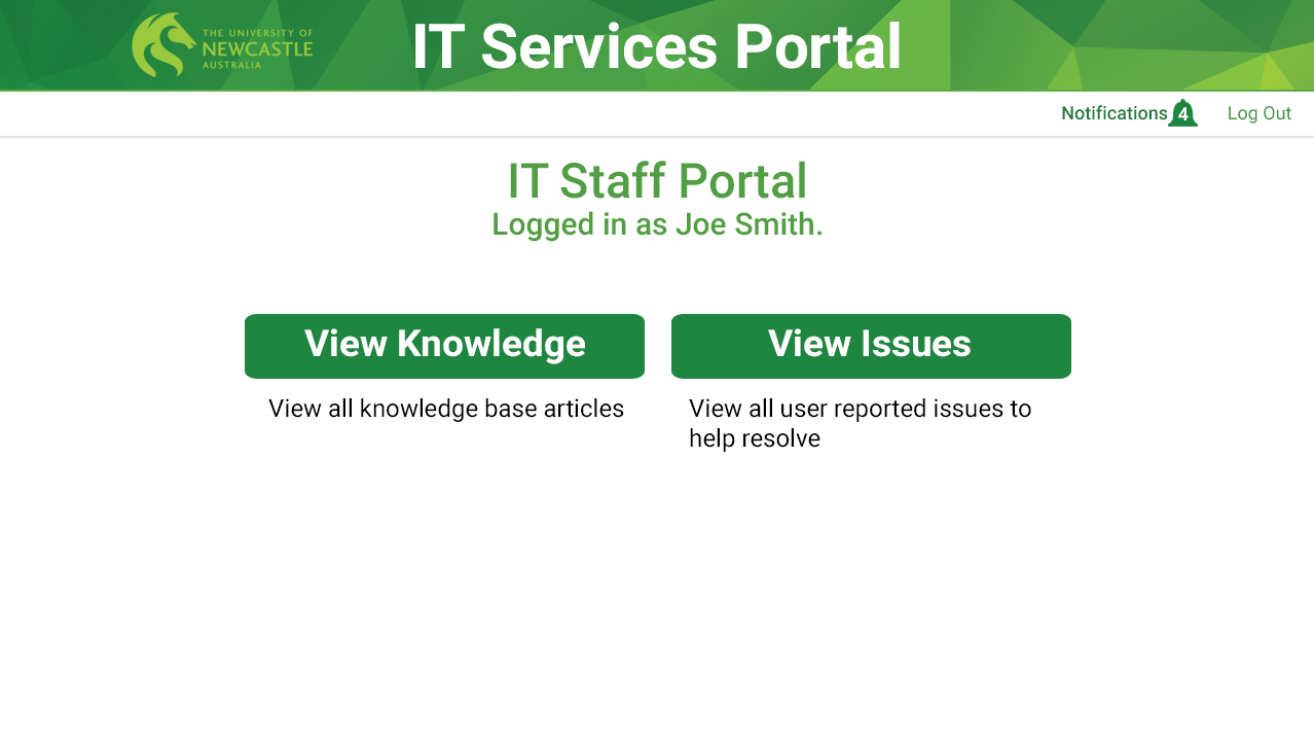 THE UNIVERSITY OF
NEWCASTLE
AUSTRALIA
IT Services Portal
Notifications 4
Log Out
IT Staff Portal
Logged in as Joe Smith.
View Knowledge
View all knowledge base articles
View Issues
View all user reported issues to
help resolve